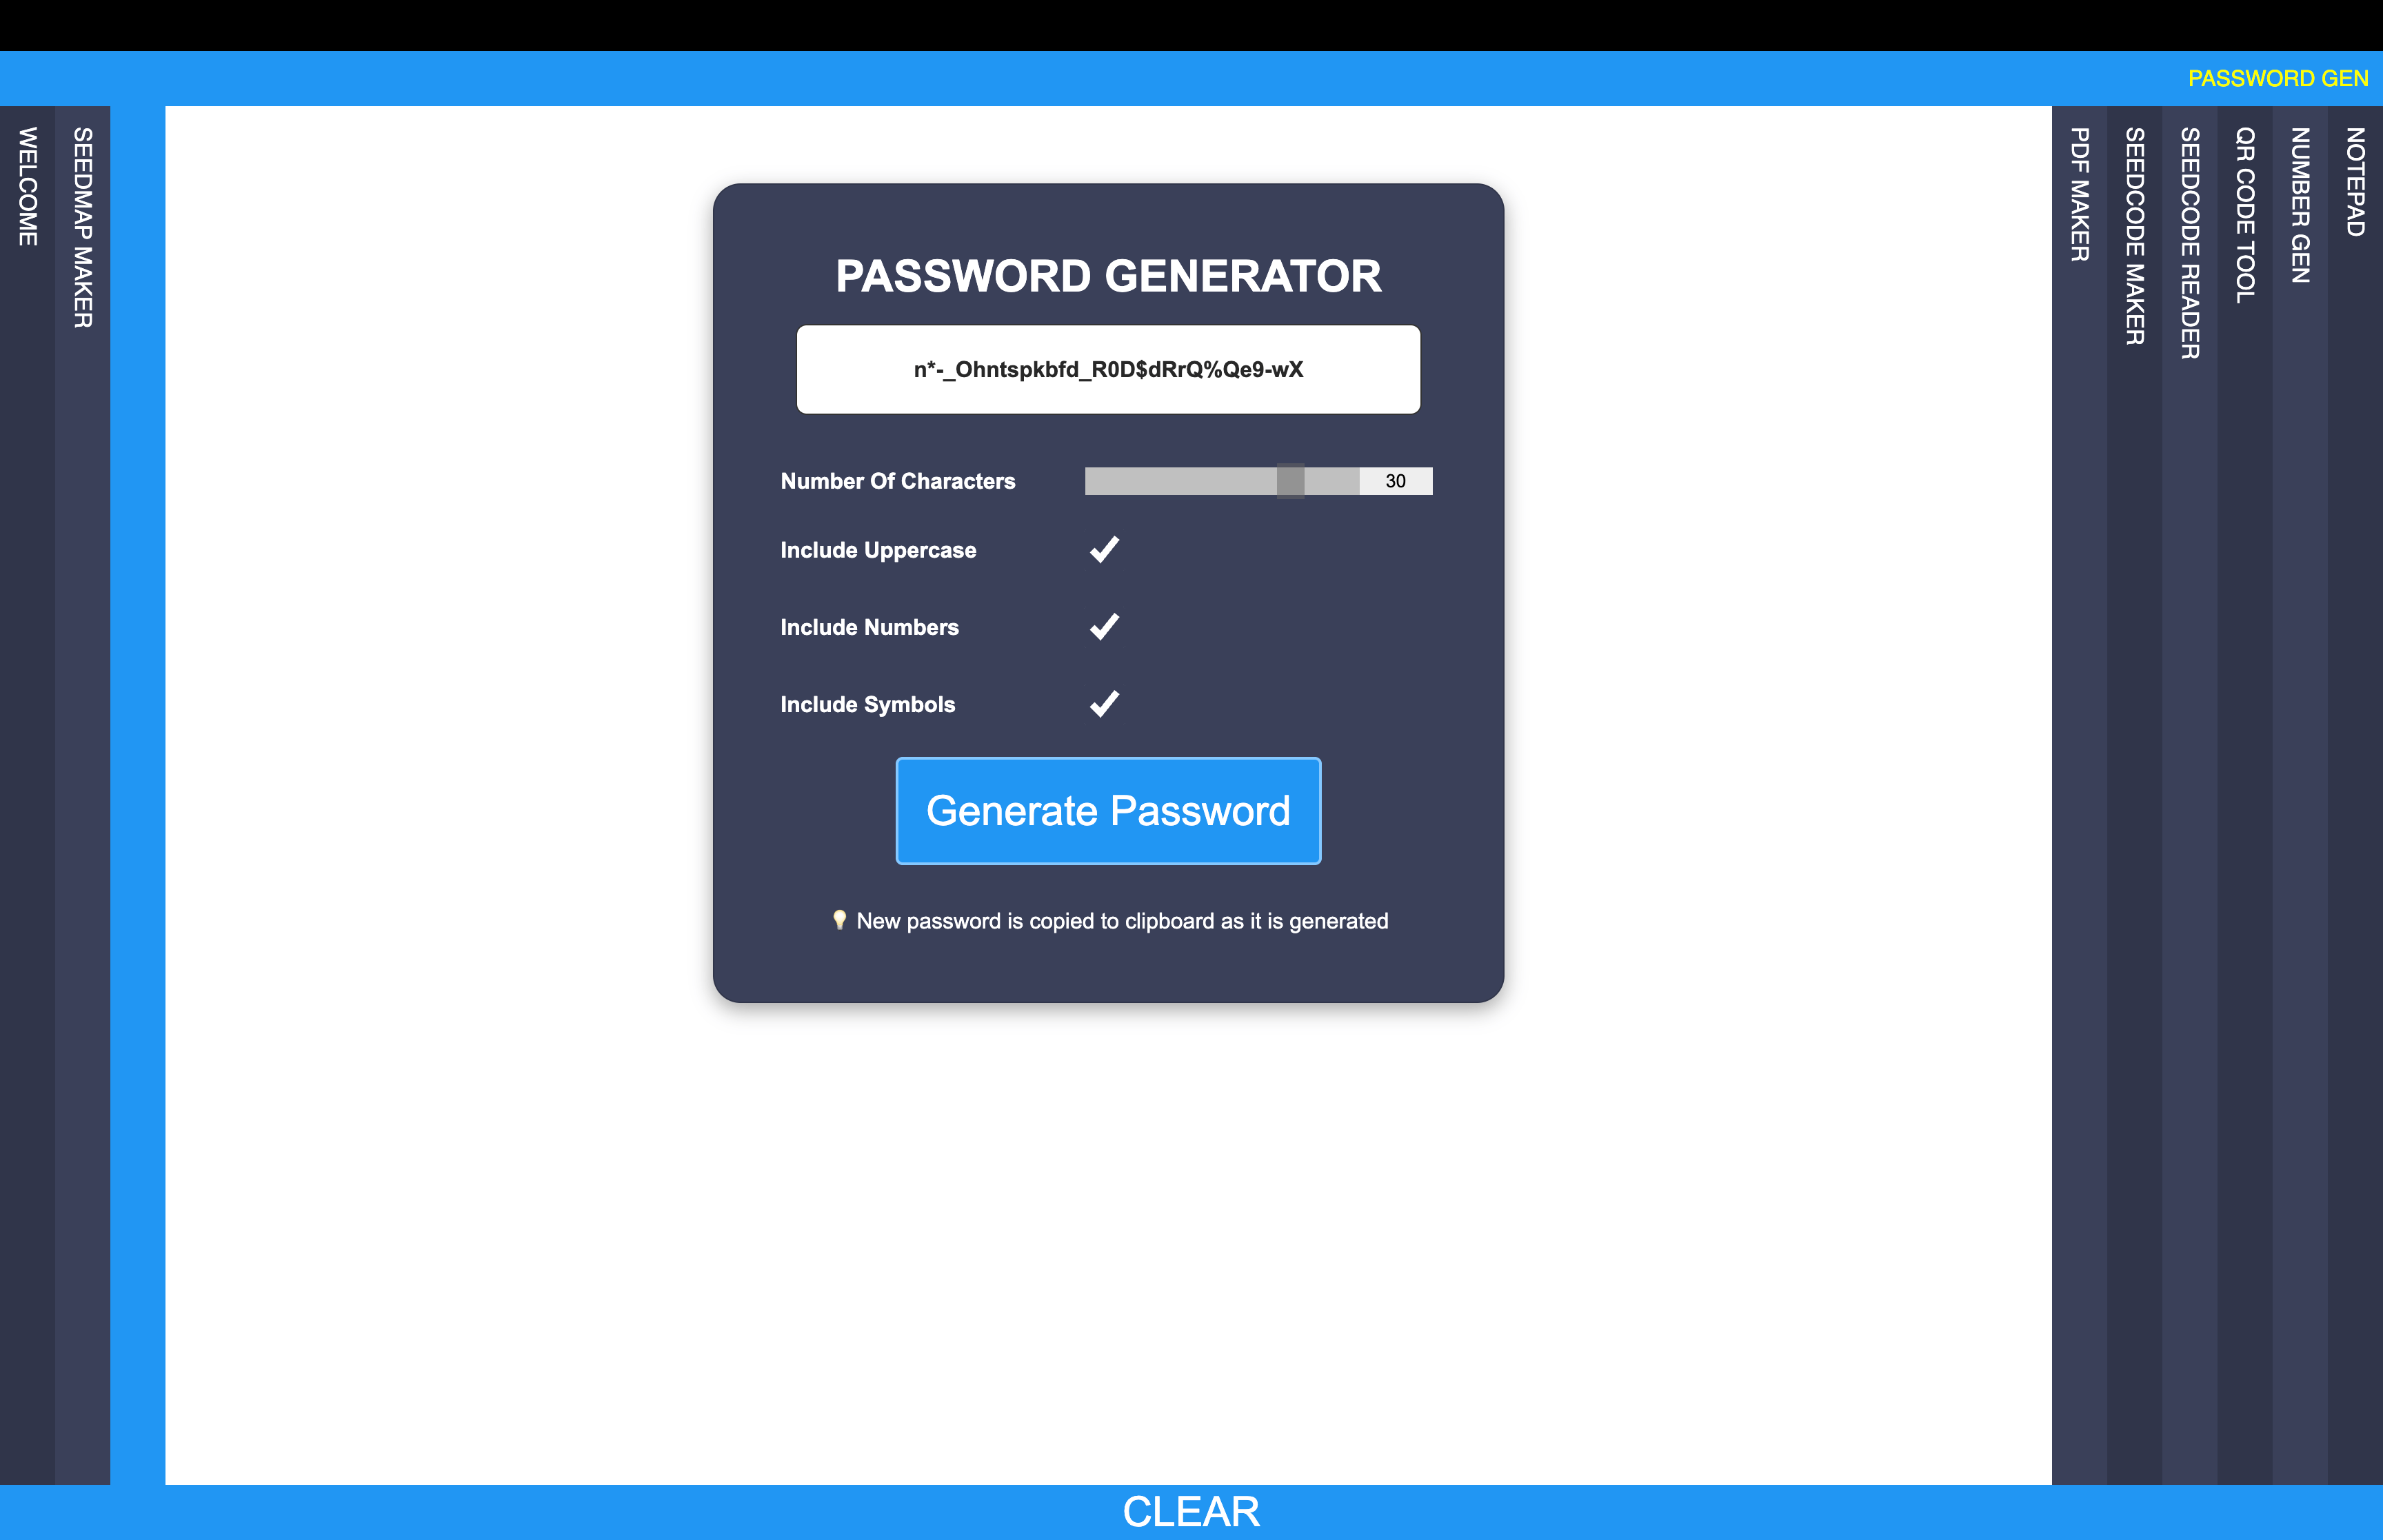 PASSWORD GEN
WELCOME
SEEDMAP MAKER
PASSWORD GENERATOR
n*-_Ohntspkbfd_R0D$dRrQ%Qe9-wX
Number Of Characters 30
Include Uppercase
Include Numbers
Include Symbols
Generate Password
💡 New password is copied to clipboard as it is generated
PDF MAKER
SEEDCODE MAKER
SEEDCODE READER
QR CODE TOOL
NUMBER GEN
NOTEPAD
CLEAR